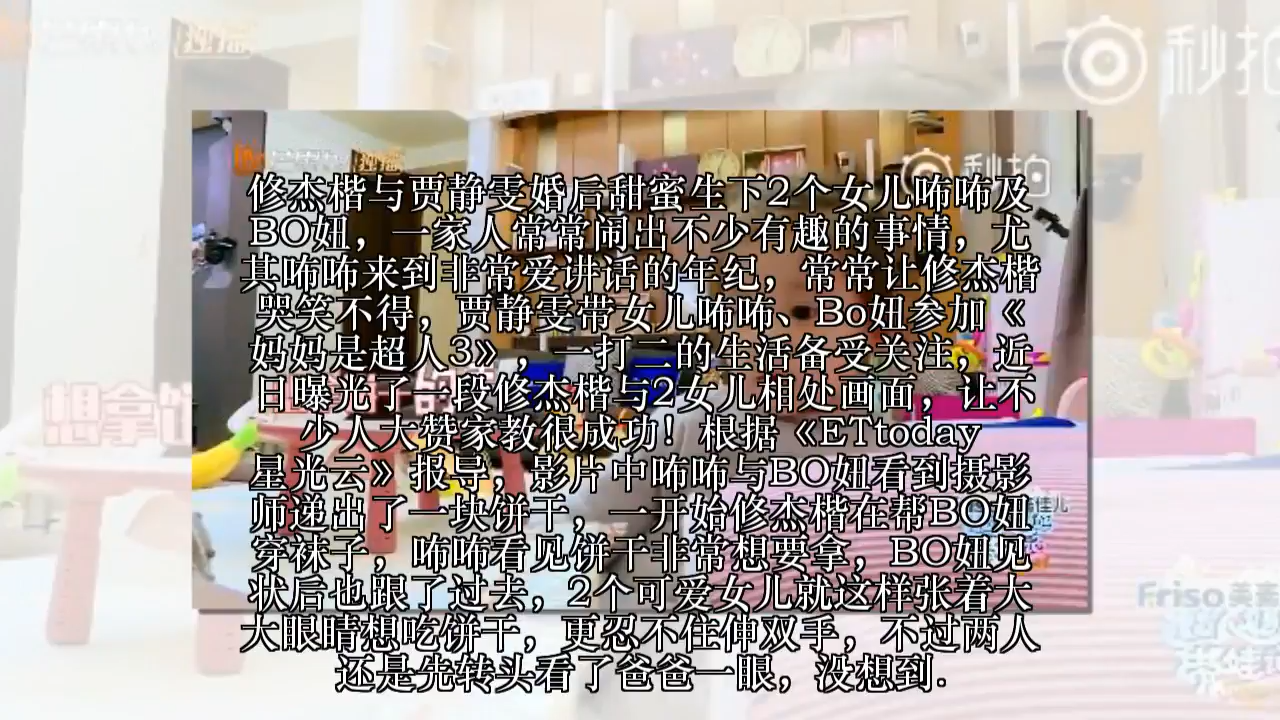 秒拍
独播
秒拍
修杰楷与贾静雯婚后甜蜜生下2个女儿咘咘及
BO妞，一家人常常闹出不少有趣的事情，尤
其咘咘来到非常爱讲话的年纪，常常让修杰楷
哭笑不得，贾静雯带女儿咘咘、Bo妞参加《
妈妈是超人3》，一打二的生活备受关注，近
日曝光了一段修杰楷与2女儿相处画面，让不
少人大赞家教很成功！根据《ETtoday
星光云》报导，影片中咘咘与BO妞看到摄影
师递出了一块饼干，一开始修杰楷在帮BO妞
穿袜子，咘咘看见饼干非常想要拿，BO妞见
状后也跟了过去，2个可爱女儿就这样张着大
大眼睛想吃饼干，更忍不住伸双手，不过两人
还是先转头看了爸爸一眼，没想到.
想拿
Friso美素